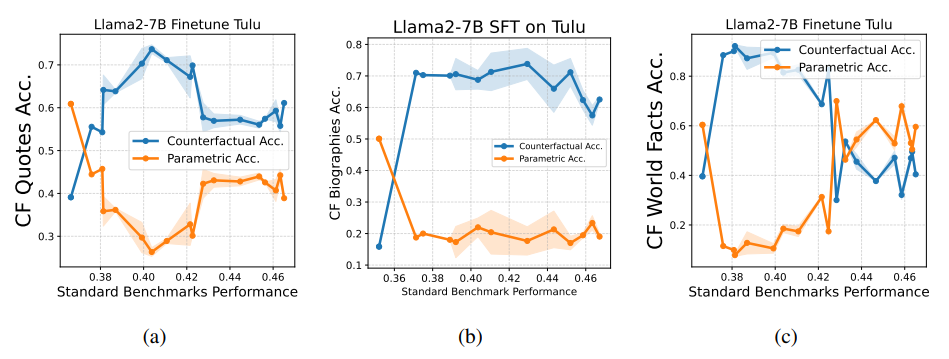 Llama2-7B Finetune Tulu
CF Quotes Acc.
0.7
0.6
0.5
0.4
0.3
Counterfactual Acc.
Parametric Acc.
0.38
0.40
0.42
0.44
0.46
Standard Benchmarks Performance
(a)
Llama2-7B SFT on Tulu
CF Biographies Acc.
0.8
0.7
0.6
0.5
0.4
0.3
0.2
0.1
Counterfactual Acc.
Parametric Acc.
0.36
0.38
0.40
0.42
0.44
0.46
Standard Benchmark Performance
(b)
Llama2-7B Finetune Tulu
CF World Facts Acc.
0.8
0.6
0.4
0.2
Counterfactual Acc.
Parametric Acc.
0.38
0.40
0.42
0.44
0.46
Standard Benchmarks Performance
(c)